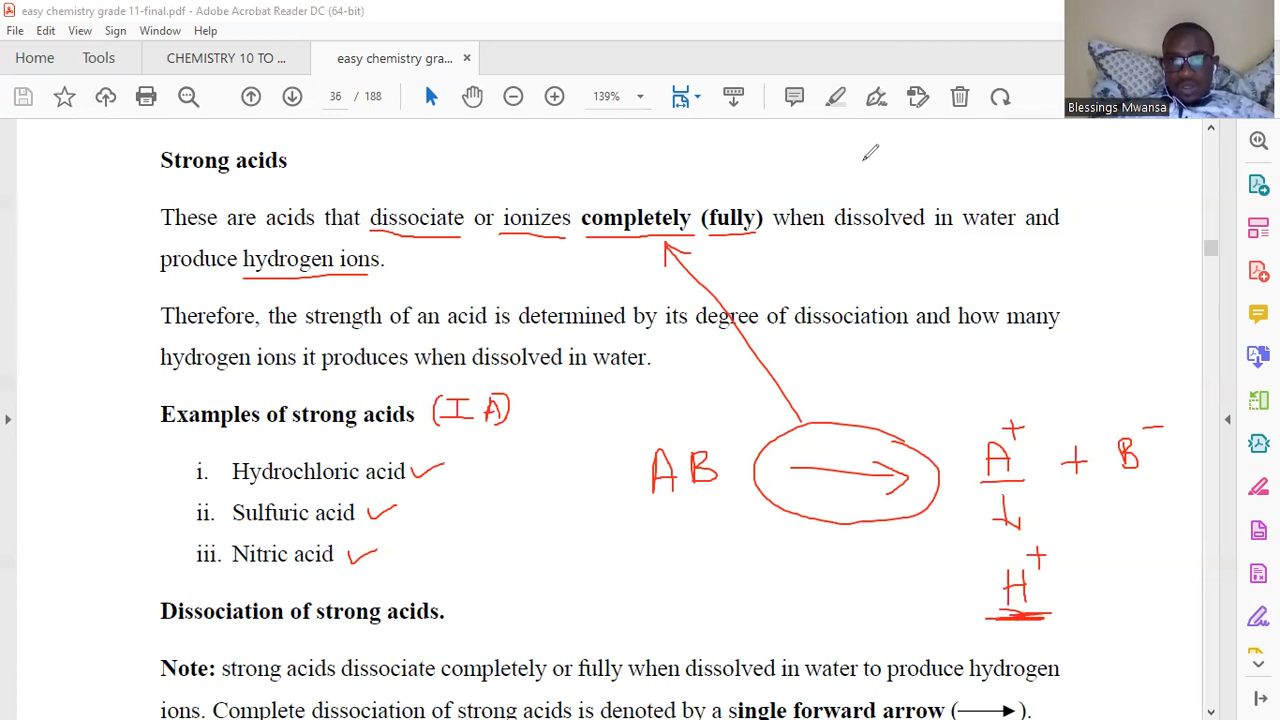 easy chemistry grade 11-final.pdf - Adobe Acrobat Reader DC (64-bit)
File Edit View Sign Window Help
Home Tools CHEMISTRY 10 TO ... easy chemistry gra... ×
36 / 188 139%
Blessings Mwansa
Strong acids
These are acids that dissociate or ionizes completely (fully) when dissolved in water and
produce hydrogen ions.
Therefore, the strength of an acid is determined by its degree of dissociation and how many
hydrogen ions it produces when dissolved in water.
Examples of strong acids (I A)
i. Hydrochloric acid
ii. Sulfuric acid
iii. Nitric acid
AB → A⁺ + B⁻
H⁺
Dissociation of strong acids.
Note: strong acids dissociate completely or fully when dissolved in water to produce hydrogen
ions. Complete dissociation of strong acids is denoted by a single forward arrow (→).